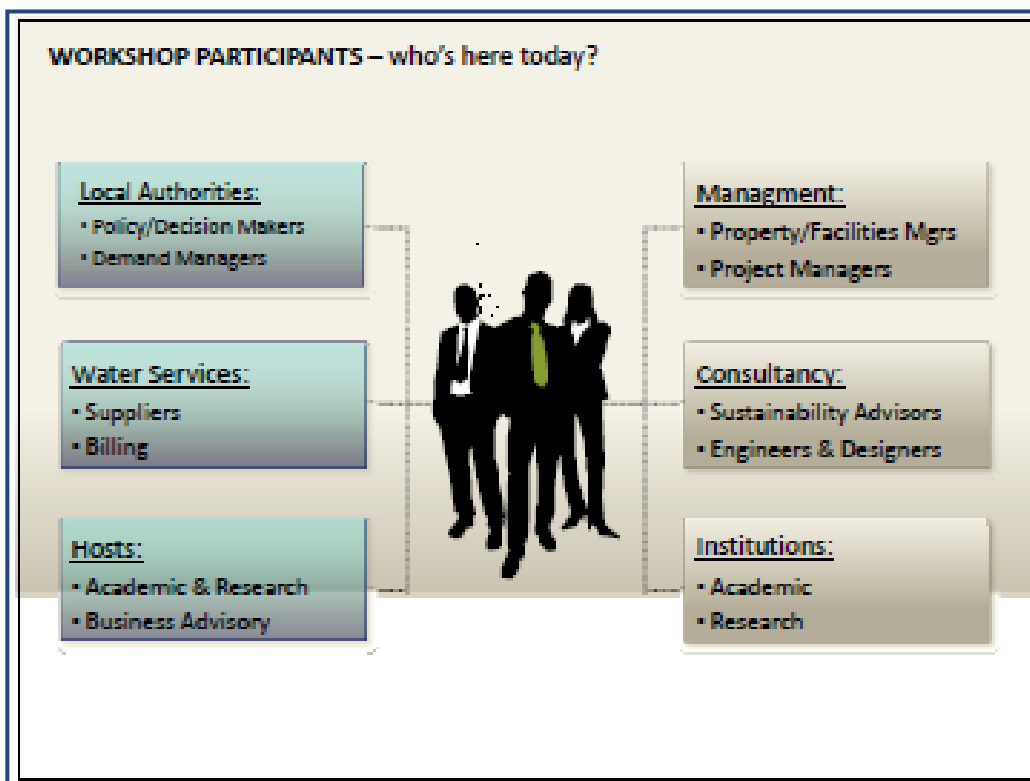 WORKSHOP PARTICIPANTS – who's here today?
Local Authorities:
▪ Policy/Decision Makers
▪ Demand Managers
Water Services:
▪ Suppliers
▪ Billing
Hosts:
▪ Academic & Research
▪ Business Advisory
Managment:
▪ Property/Facilities Mgrs
▪ Project Managers
Consultancy:
▪ Sustainability Advisors
▪ Engineers & Designers
Institutions:
▪ Academic
▪ Research